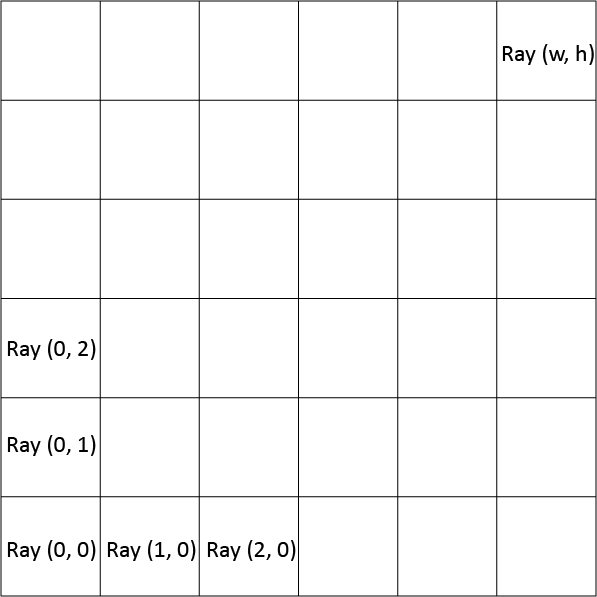 Ray (w, h)
Ray (0, 2)
Ray (0, 1)
Ray (0, 0) Ray (1, 0) Ray (2, 0)